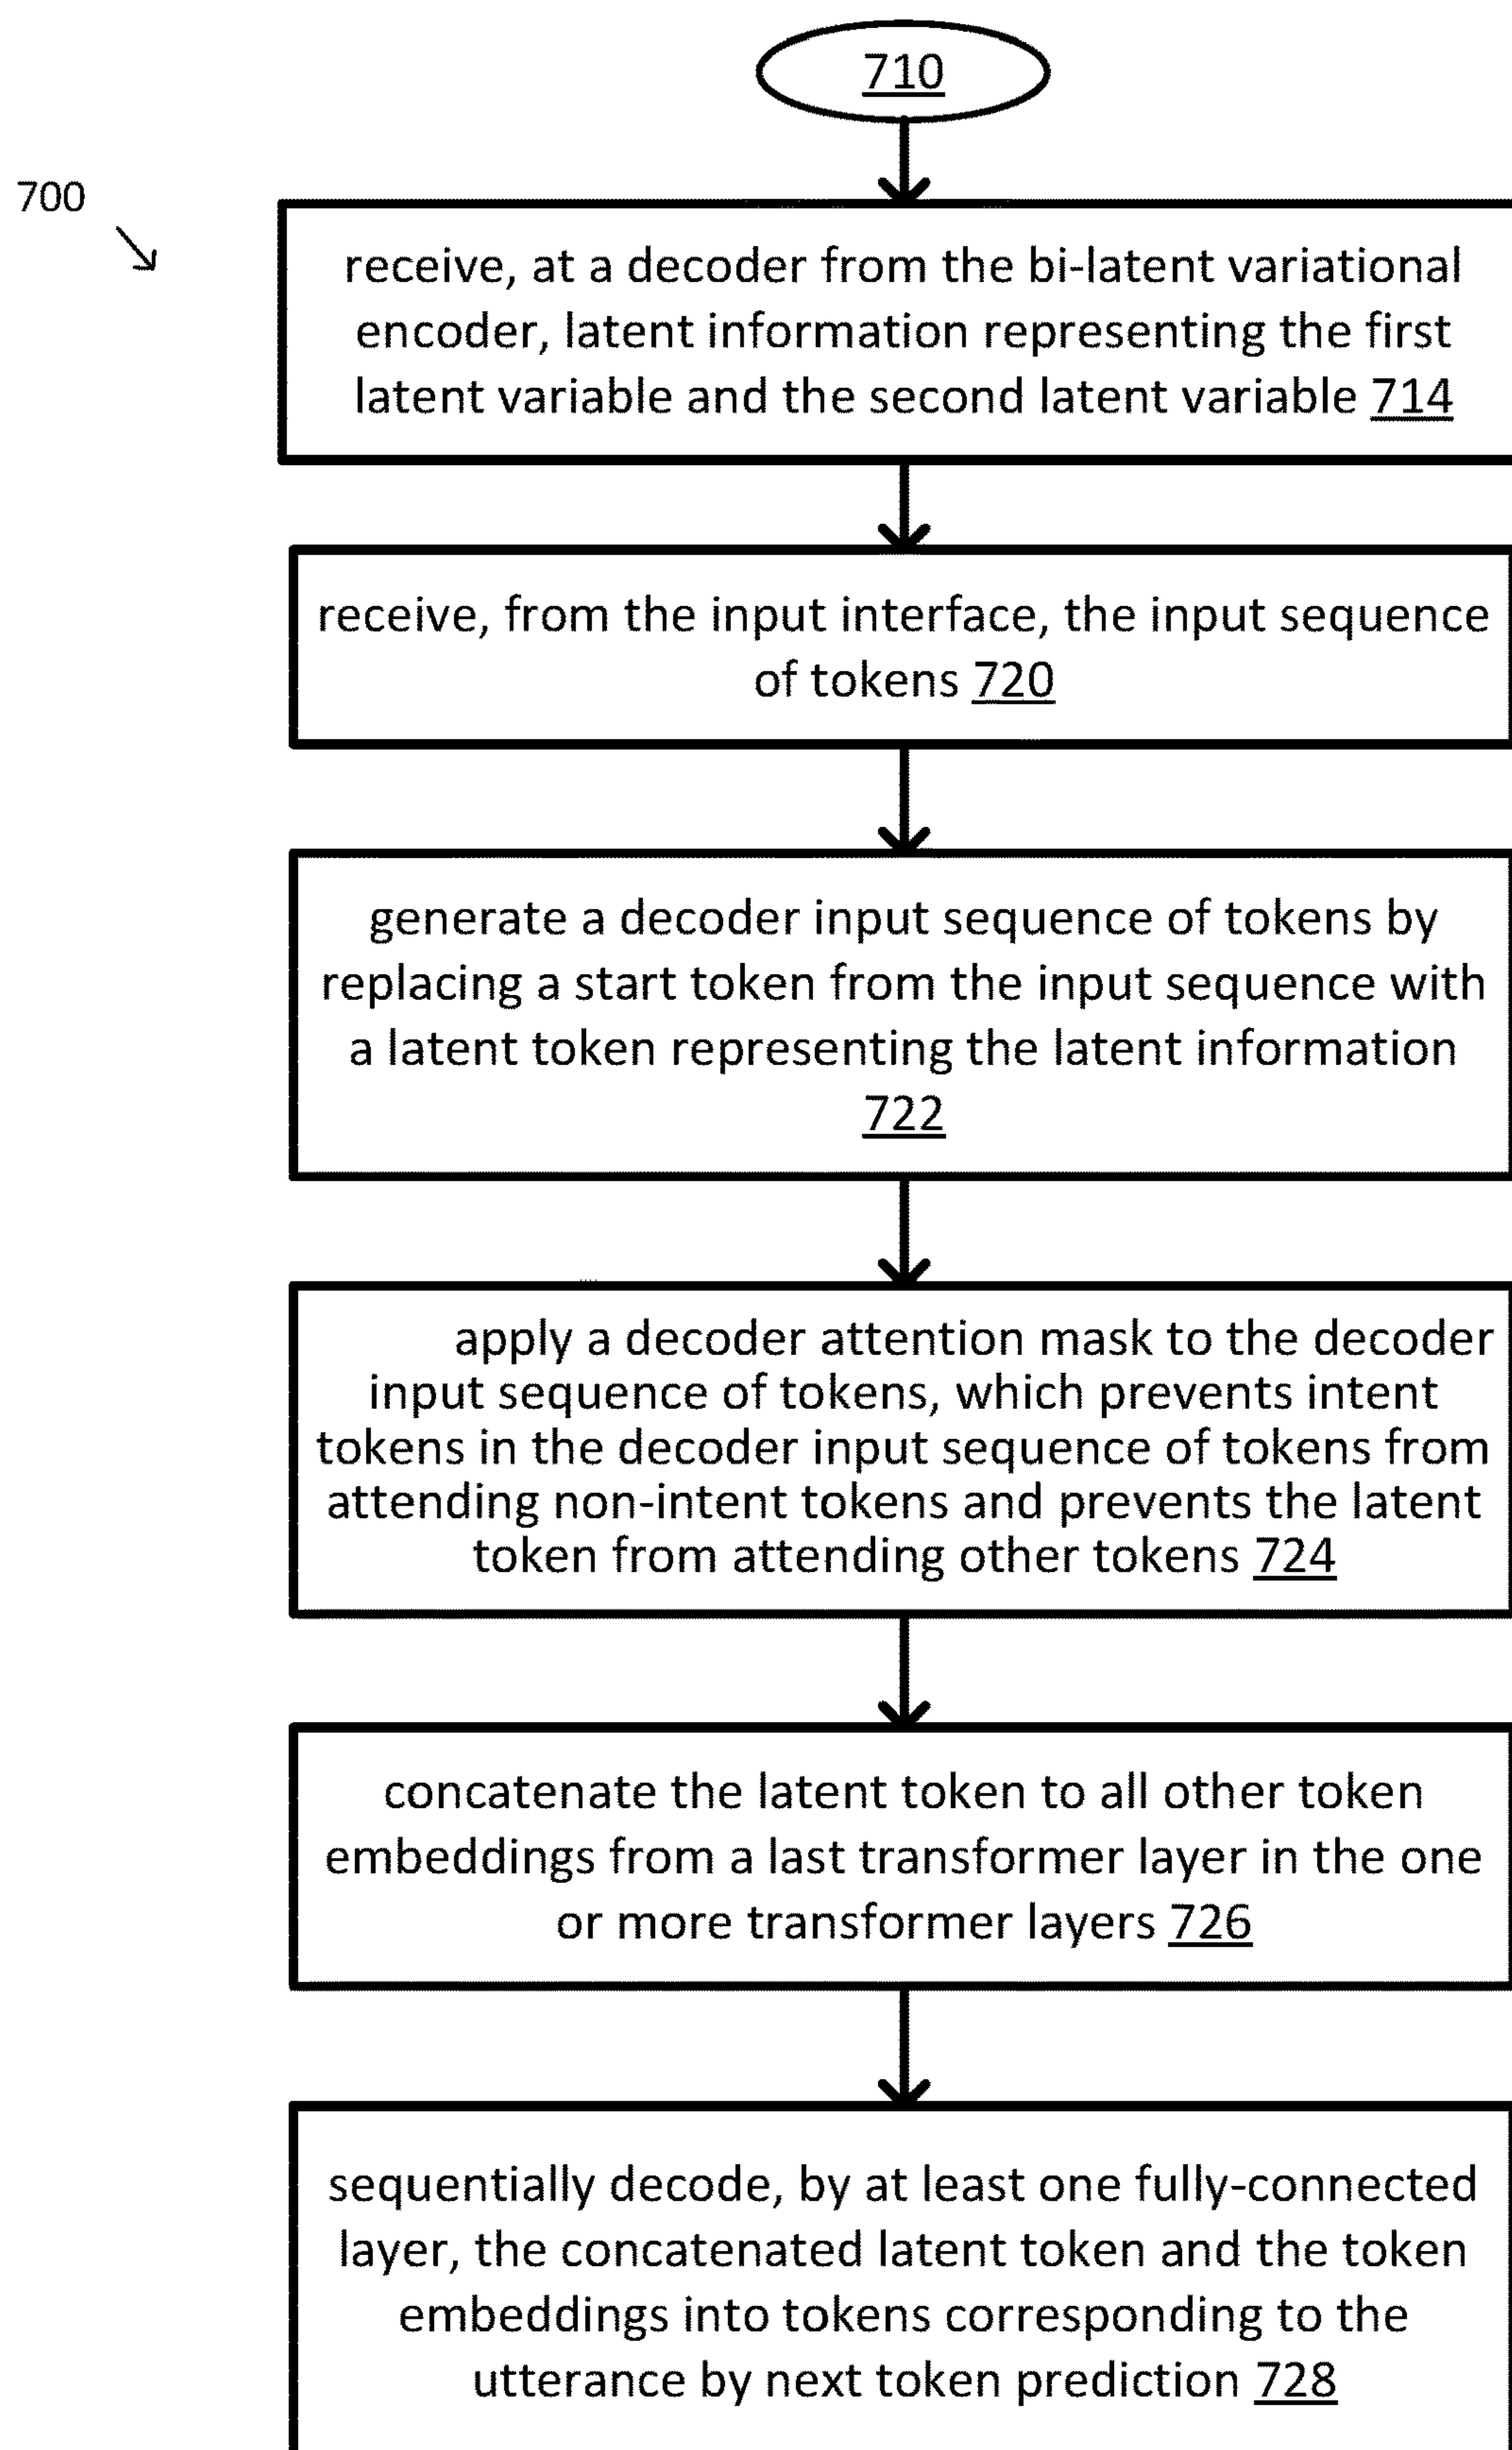 710
700
receive, at a decoder from the bi-latent variational
encoder, latent information representing the first
latent variable and the second latent variable 714
receive, from the input interface, the input sequence
of tokens 720
generate a decoder input sequence of tokens by
replacing a start token from the input sequence with
a latent token representing the latent information
722
apply a decoder attention mask to the decoder
input sequence of tokens, which prevents intent
tokens in the decoder input sequence of tokens from
attending non-intent tokens and prevents the latent
token from attending other tokens 724
concatenate the latent token to all other token
embeddings from a last transformer layer in the one
or more transformer layers 726
sequentially decode, by at least one fully-connected
layer, the concatenated latent token and the token
embeddings into tokens corresponding to the
utterance by next token prediction 728